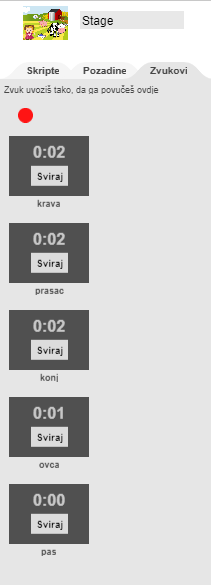 Stage
Skripte Pozadine Zvukovi
Zvuk uvoziš tako, da ga povučeš ovdje
0:02
Sviraj
krava
0:02
Sviraj
prasac
0:02
Sviraj
konj
0:01
Sviraj
ovca
0:00
Sviraj
pas